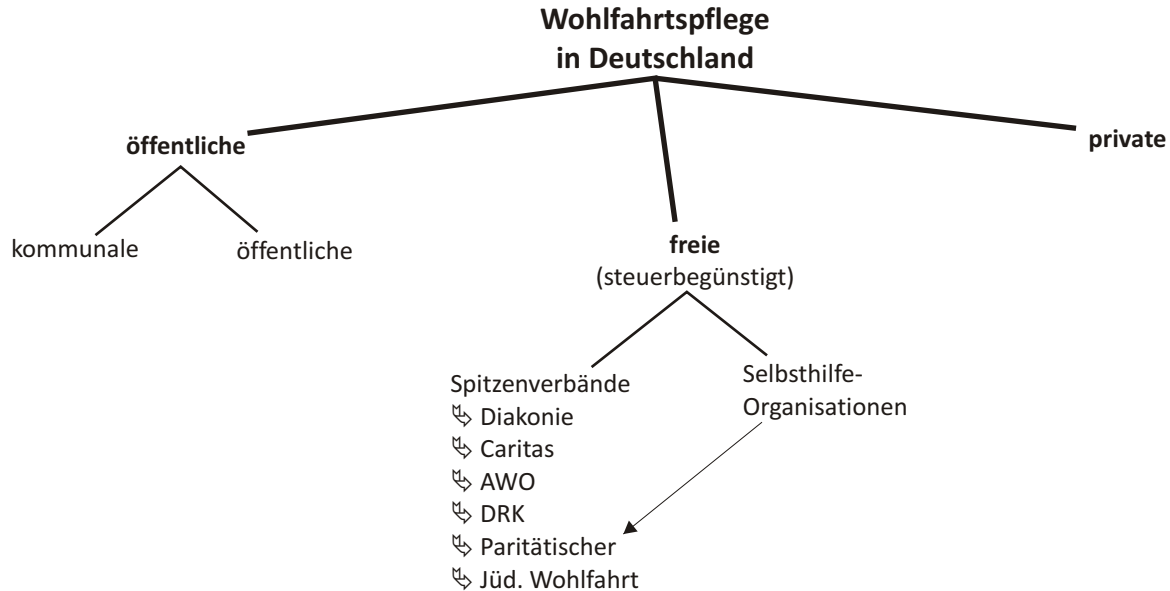 Wohlfahrtspflege
in Deutschland
öffentliche
private
kommunale
öffentliche
freie
(steuerbegünstigt)
Spitzenverbände
Diakonie
Caritas
AWO
DRK
Paritätischer
Jüd. Wohlfahrt
Selbsthilfe-
Organisationen